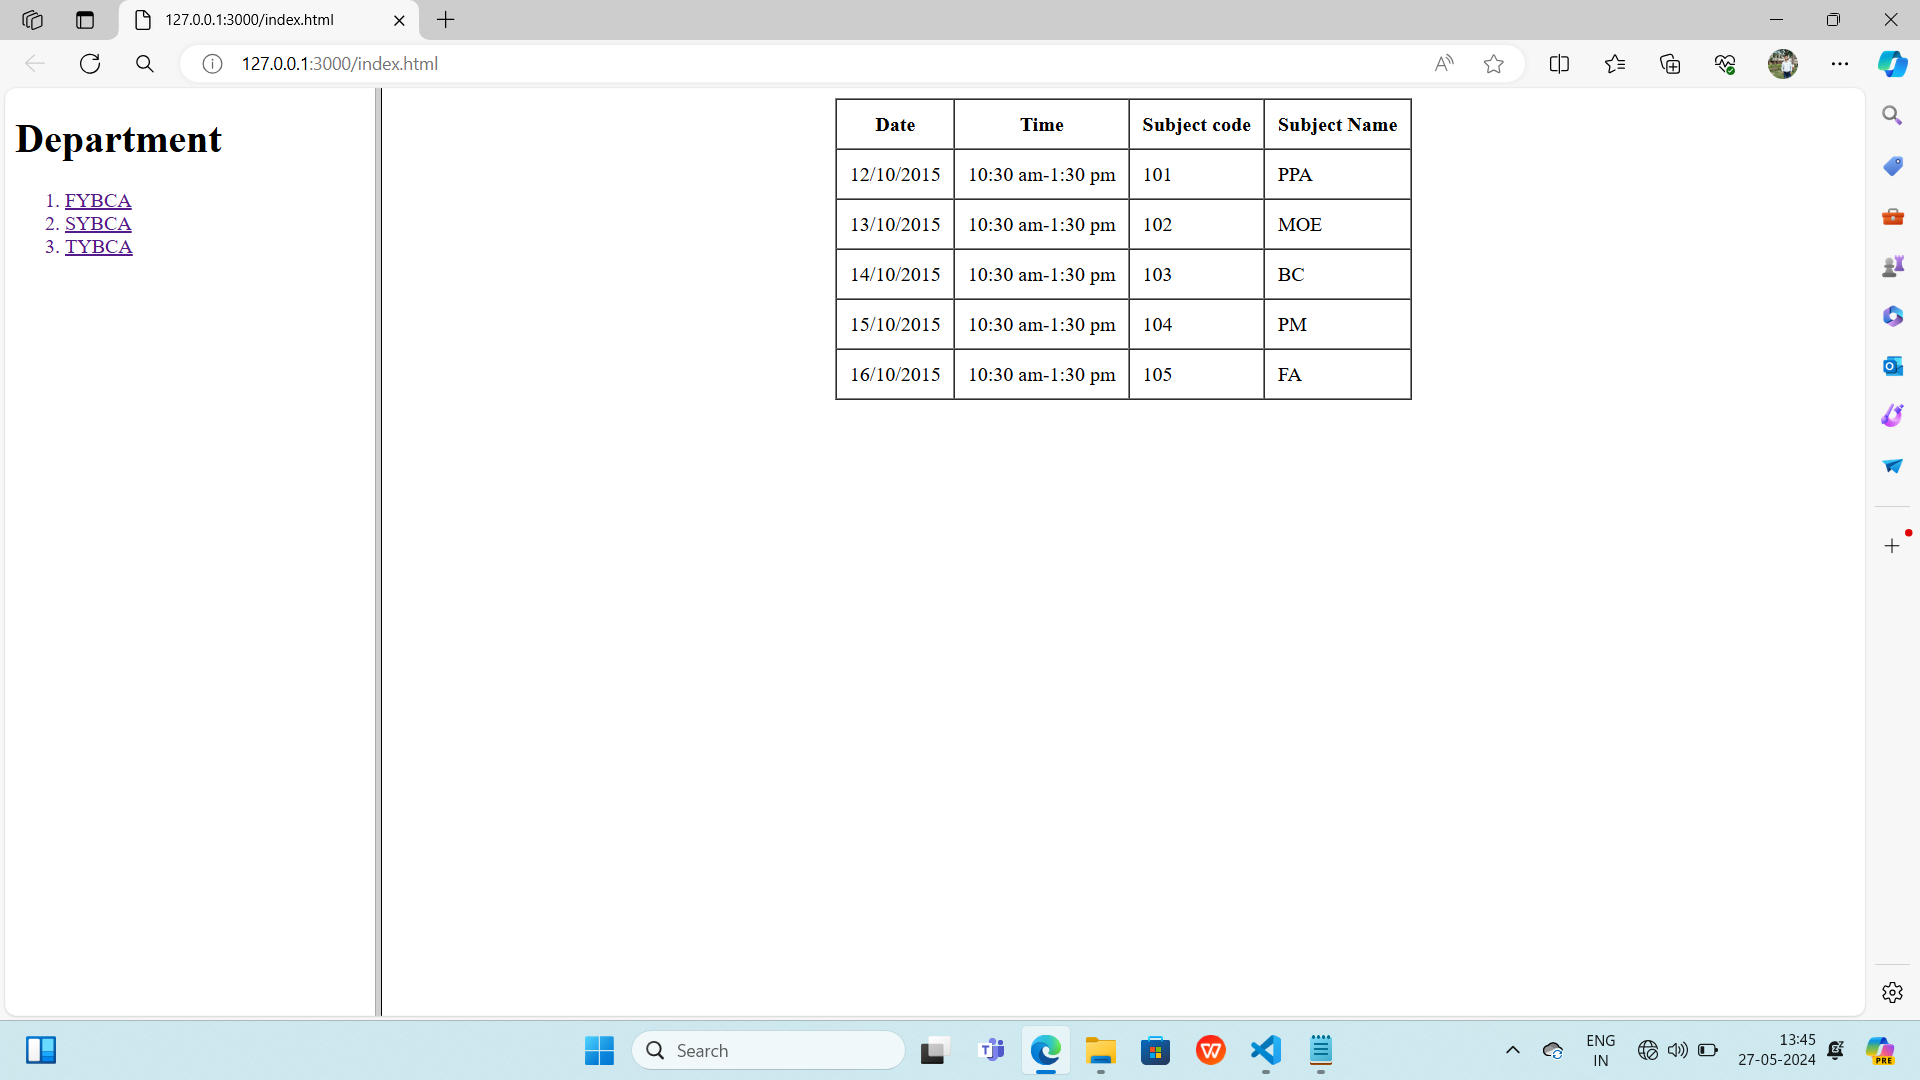 127.0.0.1:3000/index.html
127.0.0.1:3000/index.html
Department
1. FYBCA
2. SYBCA
3. TYBCA
Date Time Subject code Subject Name
12/10/2015 10:30 am-1:30 pm 101 PPA
13/10/2015 10:30 am-1:30 pm 102 MOE
14/10/2015 10:30 am-1:30 pm 103 BC
15/10/2015 10:30 am-1:30 pm 104 PM
16/10/2015 10:30 am-1:30 pm 105 FA
Search
ENG
IN
13:45
27-05-2024
PRE